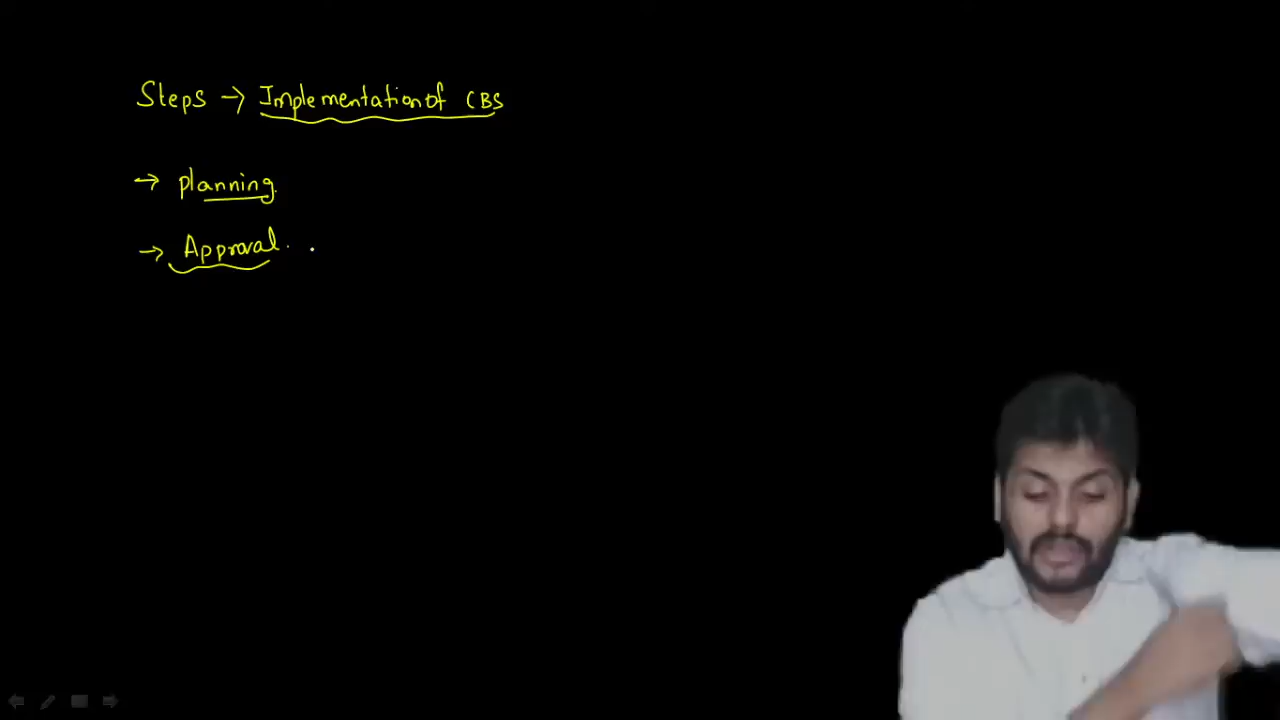 Steps → Implementation of CBS
→ planning.
→ Approval. .